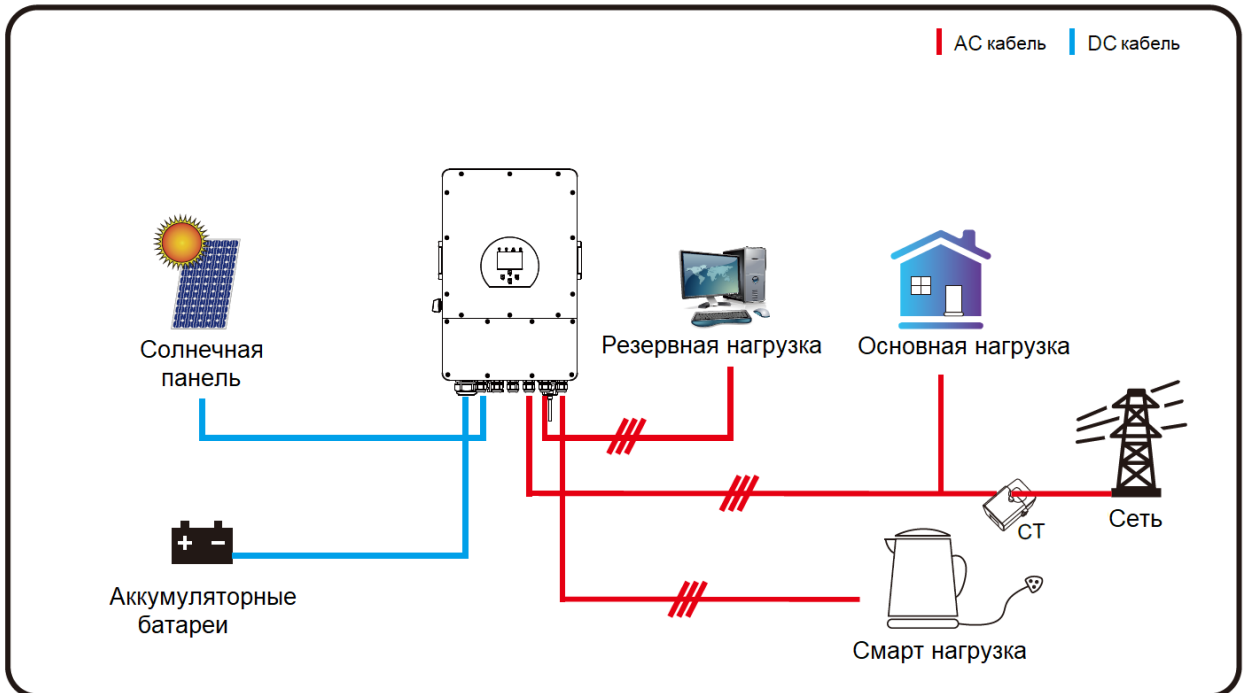 AC кабель
DC кабель
Солнечная
панель
Резервная нагрузка
Основная нагрузка
CT
Сеть
Аккумуляторные
батареи
Смарт нагрузка